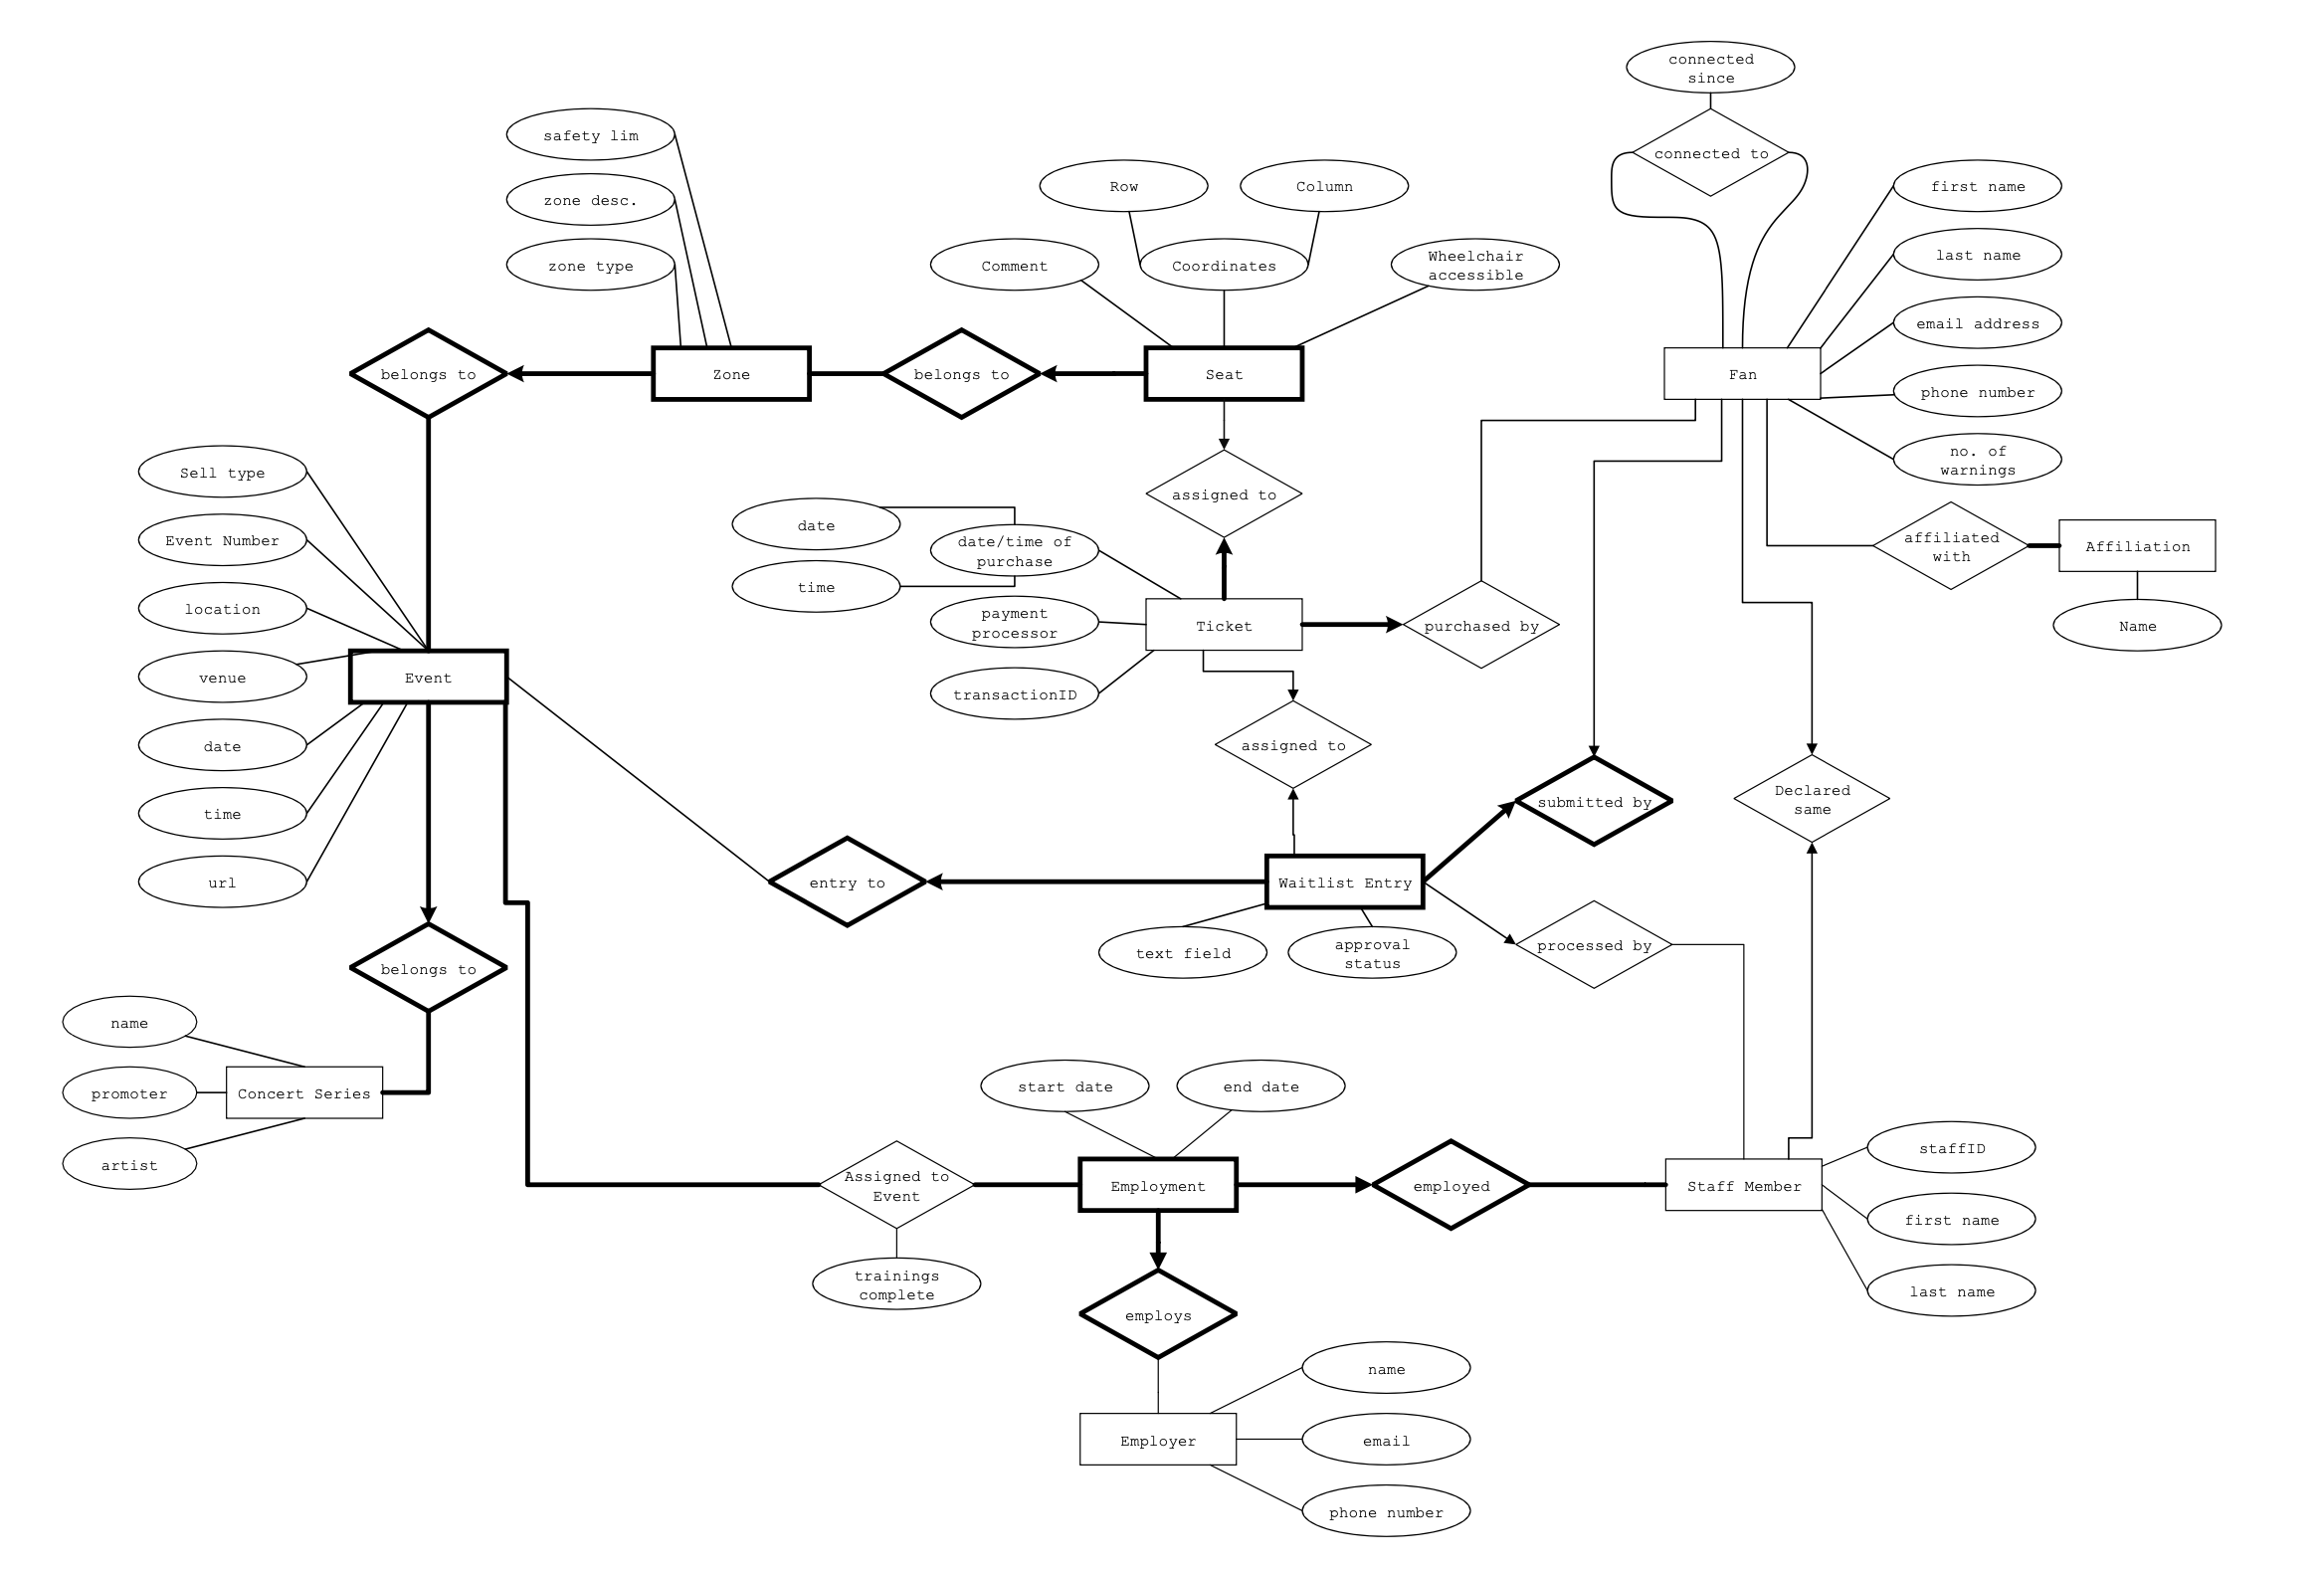 connected
since
safety lim
connected to
Row
Column
first name
zone desc.
last name
zone type
Comment
Coordinates
Wheelchair
accessible
email address
belongs to
Zone
belongs to
Seat
Fan
phone number
no. of
warnings
Sell type
assigned to
date
date/time of
purchase
affiliated
with
Affiliation
Event Number
time
location
payment
processor
Ticket
purchased by
Name
venue
Event
transactionID
date
assigned to
time
submitted by
Declared
same
url
entry to
Waitlist Entry
text field
approval
status
processed by
belongs to
name
promoter
Concert Series
start date
end date
artist
staffID
Assigned to
Event
Employment
employed
Staff Member
first name
trainings
complete
last name
employs
name
Employer
email
phone number